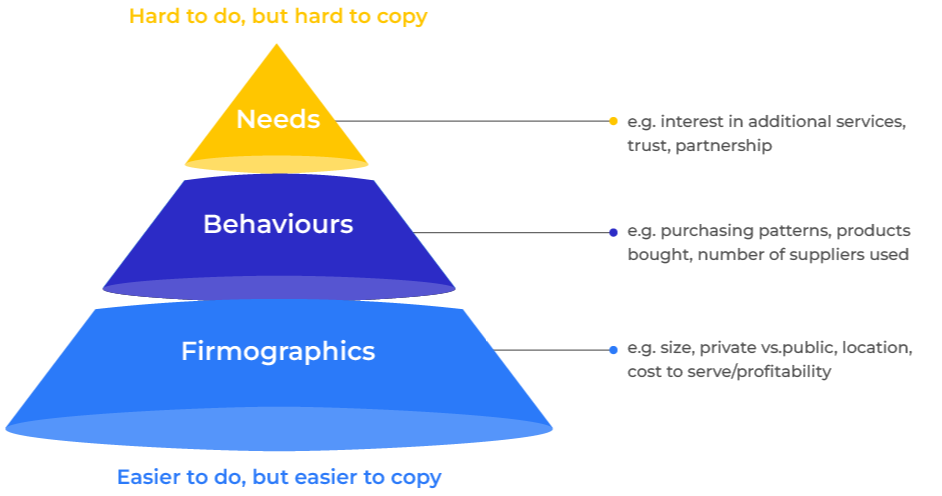 Hard to do, but hard to copy
Needs
e.g. interest in additional services,
trust, partnership
Behaviours
e.g. purchasing patterns, products
bought, number of suppliers used
Firmographics
e.g. size, private vs.public, location,
cost to serve/profitability
Easier to do, but easier to copy